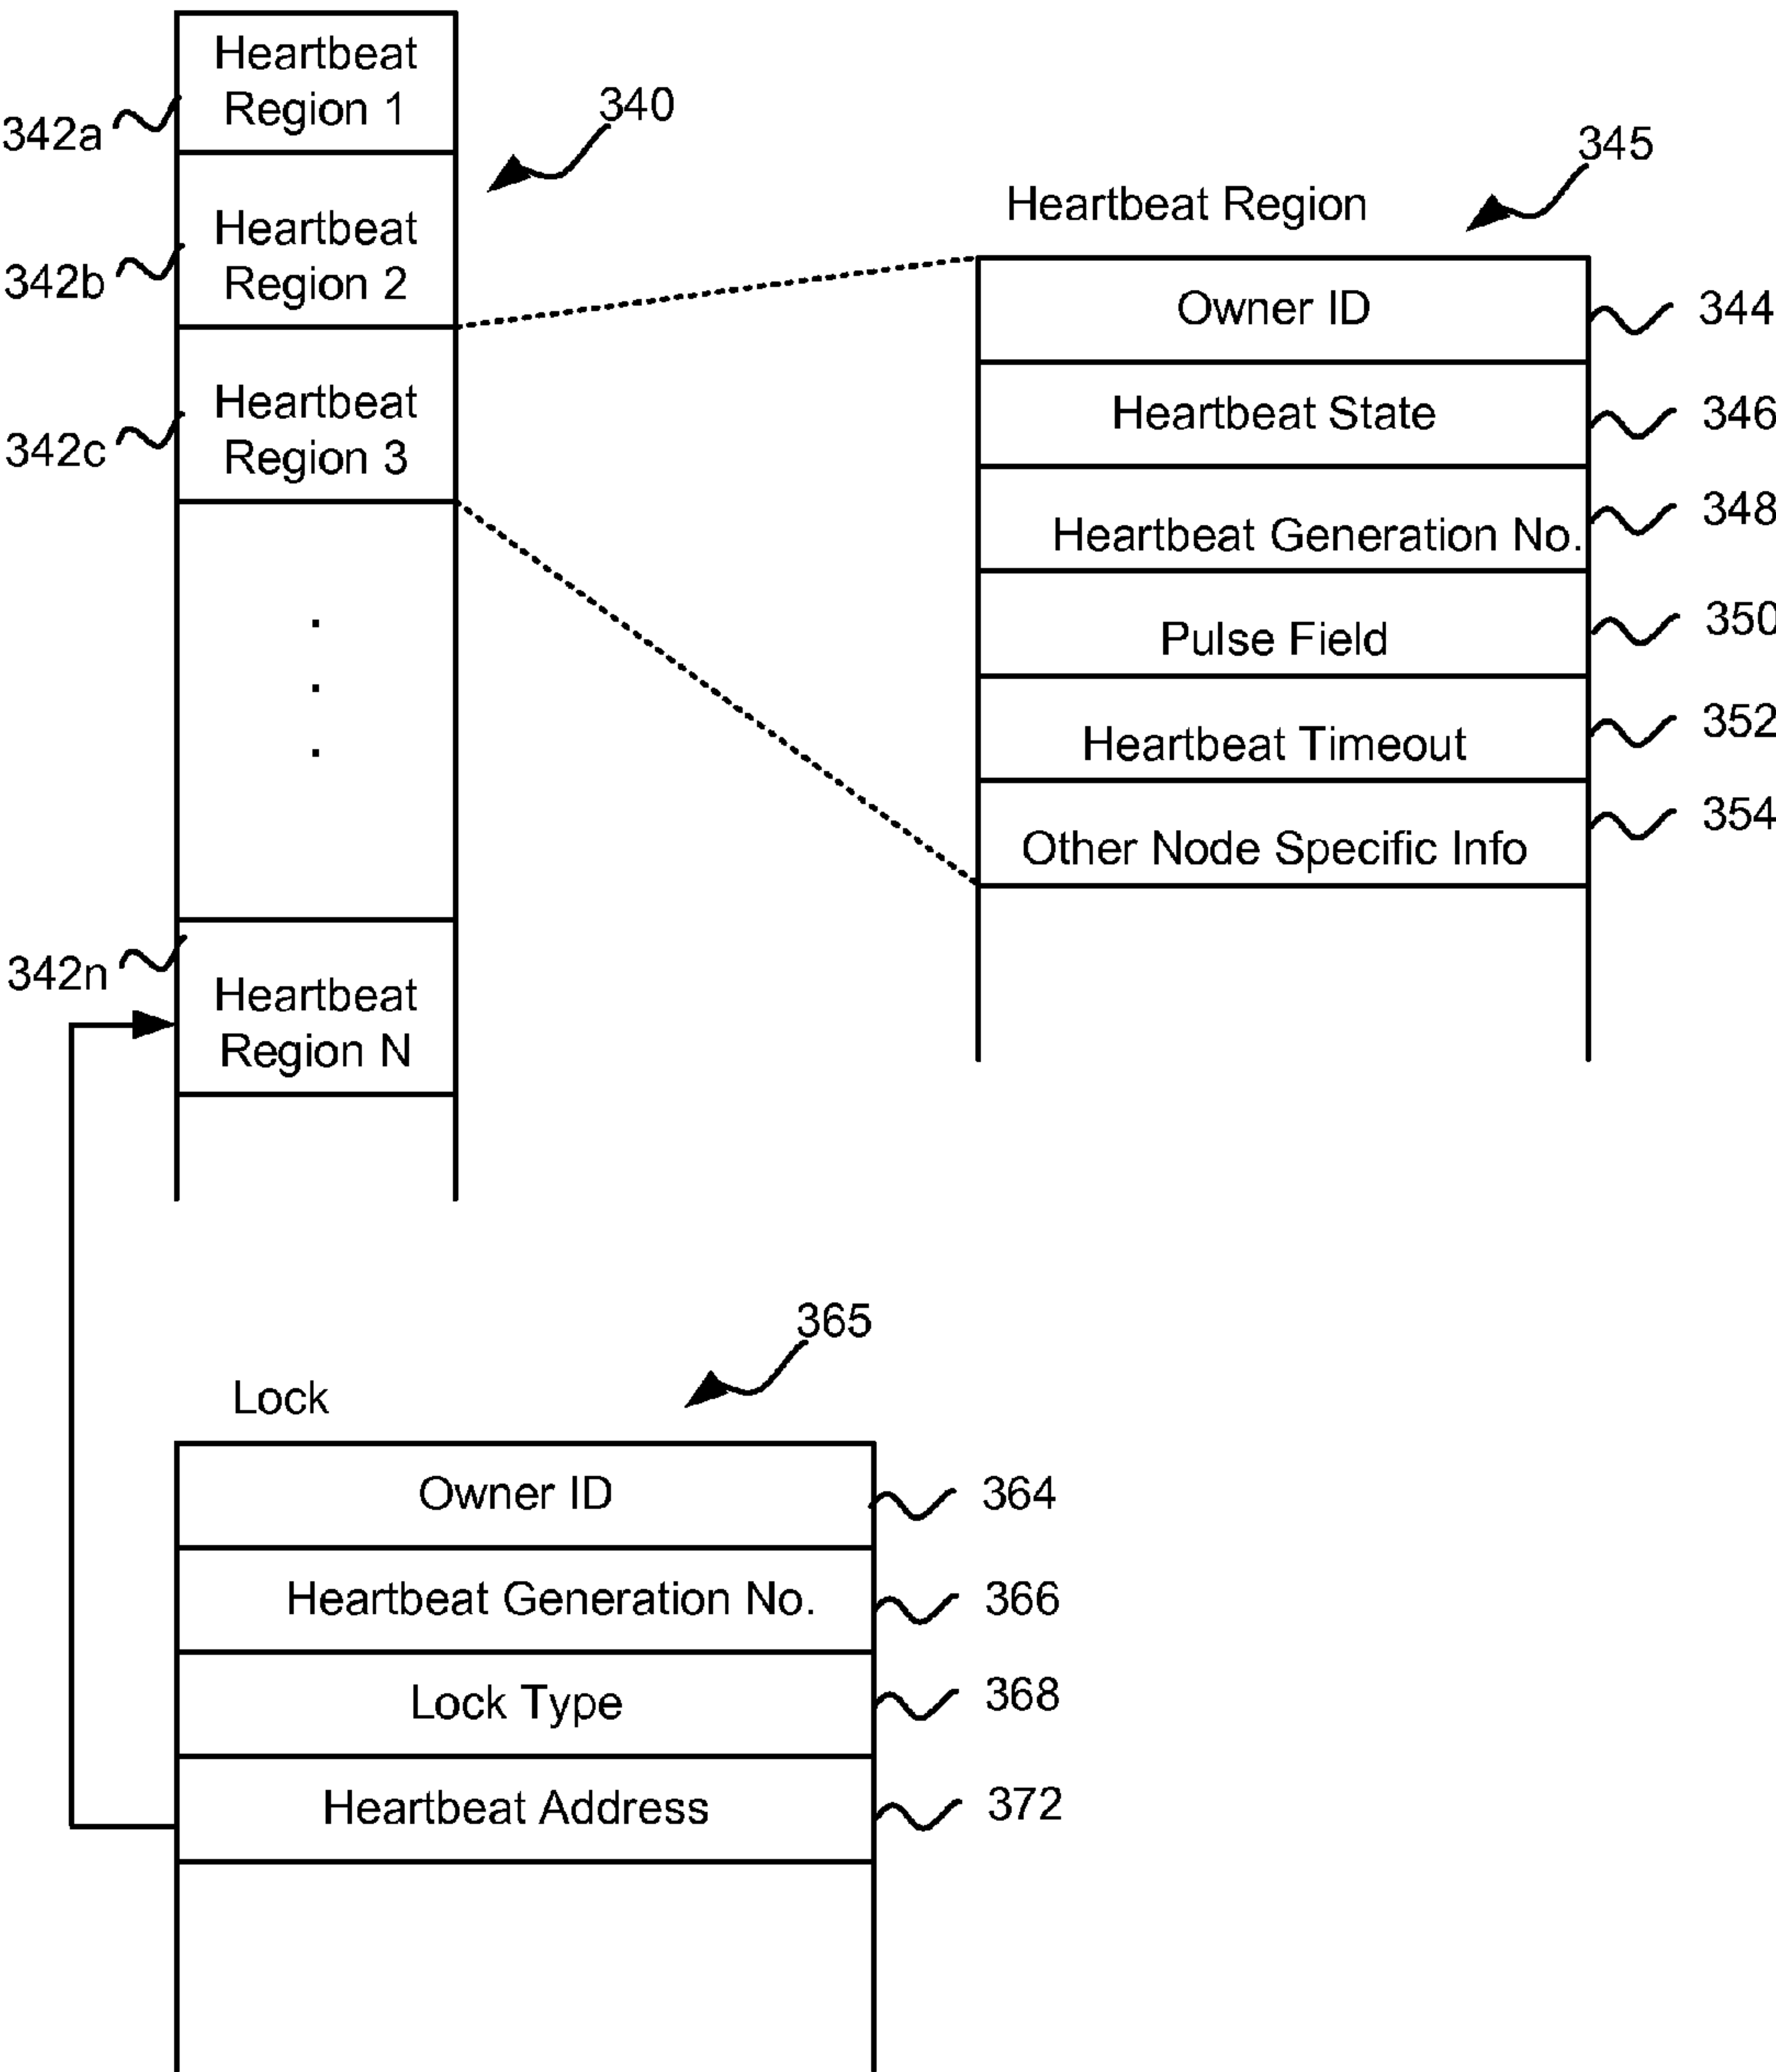 Heartbeat
Region 1
342a
340
Heartbeat
Region 2
342b
Heartbeat
Region 3
342c
.
.
.
342n
Heartbeat
Region N
345
Heartbeat Region
Owner ID
344
Heartbeat State
346
Heartbeat Generation No.
348
Pulse Field
350
Heartbeat Timeout
352
Other Node Specific Info
354
365
Lock
Owner ID
364
Heartbeat Generation No.
366
Lock Type
368
Heartbeat Address
372